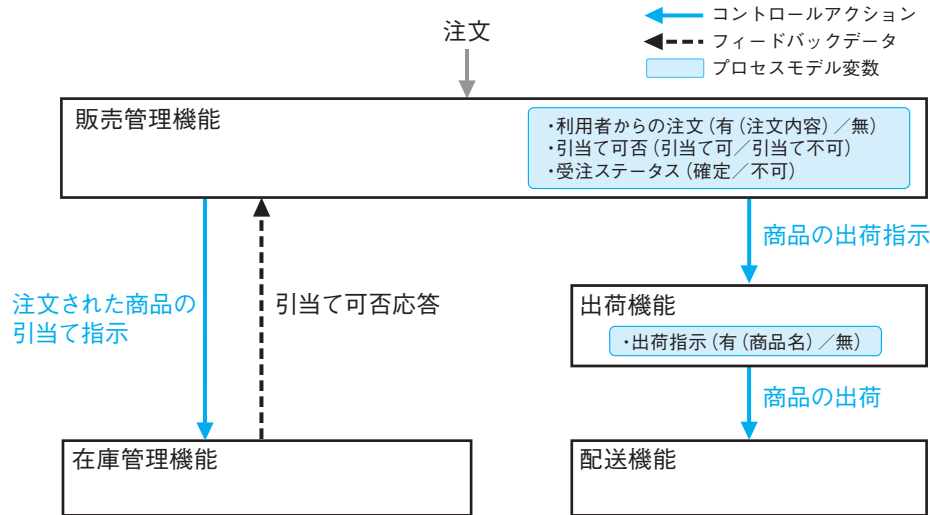 コントロールアクション
フィードバックデータ
プロセスモデル変数
注文
販売管理機能
・利用者からの注文(有(注文内容)/無)
・引当て可否(引当て可/引当て不可)
・受注ステータス(確定/不可)
商品の出荷指示
注文された商品の
引当て指示
引当て可否応答
出荷機能
・出荷指示(有(商品名)/無)
商品の出荷
在庫管理機能
配送機能